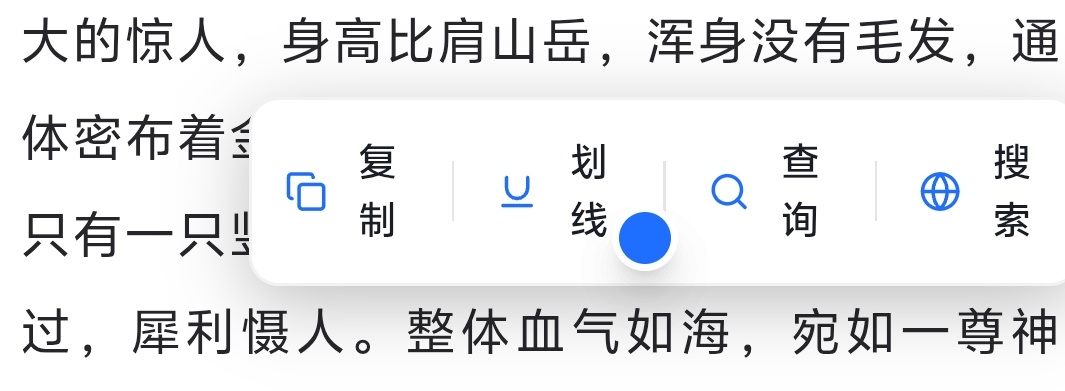 大的惊人，身高比肩山岳，浑身没有毛发，通
体密布着
只有一只
复制
划线
查询
搜索
过，犀利慑人。整体血气如海，宛如一尊神